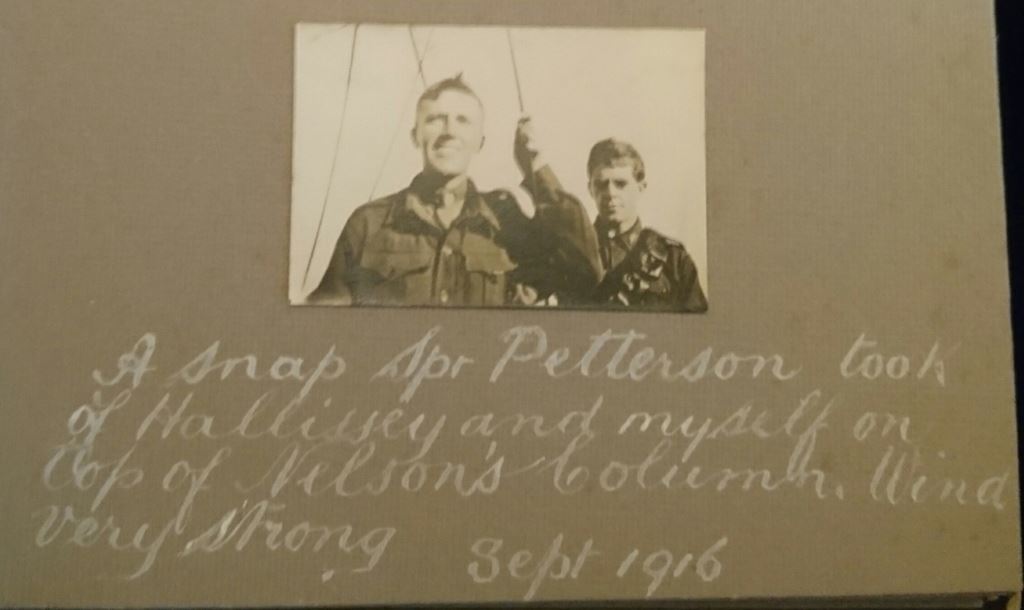 A snap Spr Petterson took
of Hallissey and myself on
top of Nelson's Column. Wind
very strong
Sept 1916